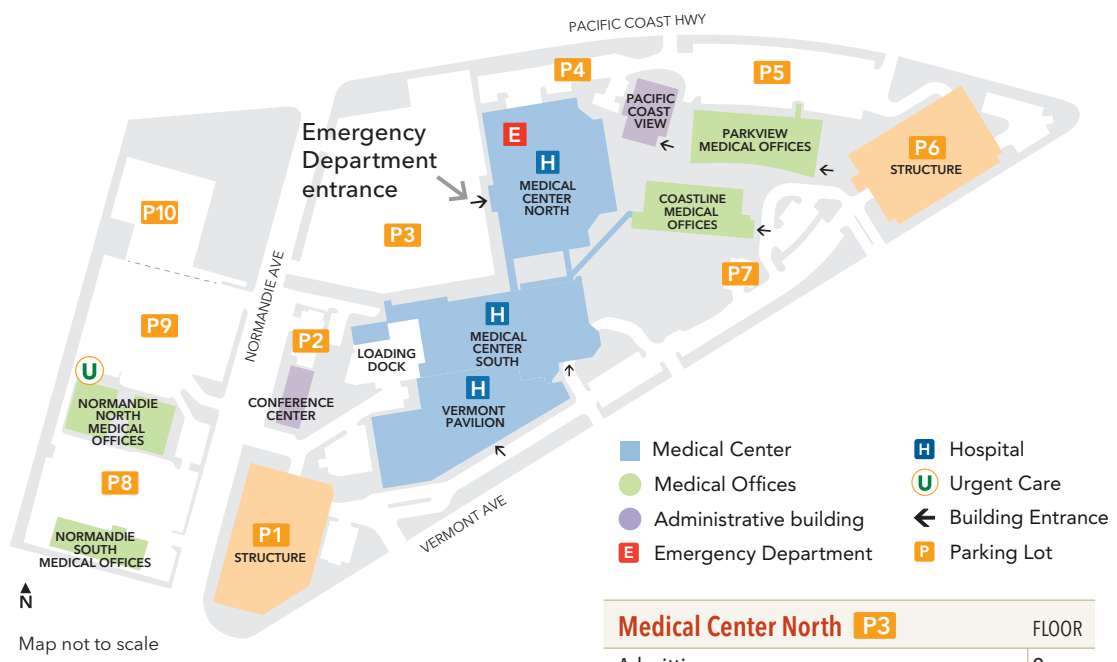 PACIFIC COAST HWY
P4
P5
PACIFIC
COAST
VIEW
E
Emergency
Department
entrance
H
MEDICAL
CENTER
NORTH
PARKVIEW
MEDICAL OFFICES
P6
STRUCTURE
COASTLINE
MEDICAL
OFFICES
P10
P3
P7
NORMANDIE AVE
P9
P2
H
MEDICAL
CENTER
SOUTH
LOADING
DOCK
U
H
VERMONT
PAVILION
CONFERENCE
CENTER
NORMANDIE
NORTH
MEDICAL
OFFICES
P8
VERMONT AVE
P1
STRUCTURE
NORMANDIE
SOUTH
MEDICAL OFFICES
N
Map not to scale
Medical Center
Medical Offices
Administrative building
E Emergency Department
H Hospital
U Urgent Care
Building Entrance
P Parking Lot
Medical Center North P3 FLOOR